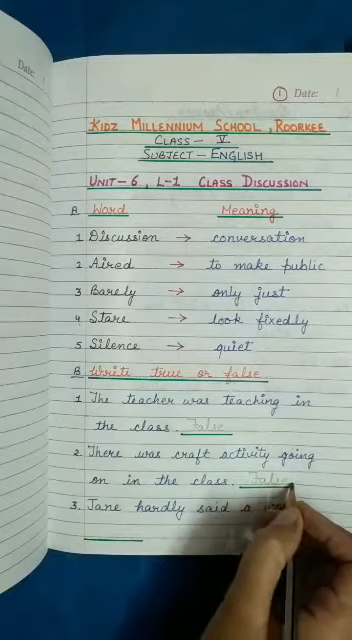 Date:
1 Date:
KIDZ MILLENNIUM SCHOOL, ROORKEE
CLASS - V
SUBJECT - ENGLISH
UNIT-6, L-1 CLASS DISCUSSION
A Word Meaning
1 Discussion → conversation
2 Aired → to make public
3 Barely → only just
4 Stare → look fixedly
5 Silence → quiet
B Write true or false.
1 The teacher was teaching in
the class. False
2. There was craft activity going
on in the class. False
3. Jane hardly said a